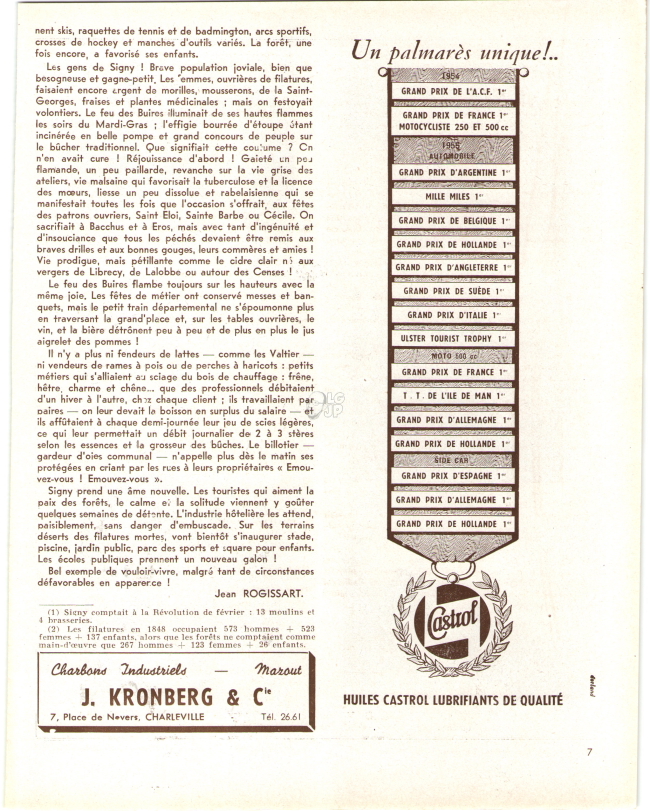 nent skis, raquettes de tennis et de badmington, arcs sportifs,
crosses de hockey et manches d'outils variés. La forêt, une
fois encore, a favorisé ses enfants.
Les gens de Signy ! Brave population joviale, bien que
besogneuse et gagne-petit, Les femmes, ouvrières de filatures,
faisaient encore argent de morilles, mousserons, de la Saint-
Georges, fraises et plantes médicinales ; mais on festoyait
volontiers. Le feu des Buires illuminait de ses hautes flammes
les soirs du Mardi-Gras ; l'effigie bourrée d'étoupe étant
incinérée en belle pompe et grand concours de peuple sur
le bûcher traditionnel. Que signifiait cette coutume ? On
n'en avait cure ! Réjouissance d'abord ! Gaieté un peu
flamande, un peu paillarde, revanche sur la vie grise des
ateliers, vie malsaine qui favorisait la tuberculose et la licence
des mœurs, liesse un peu dissolue et rabelaisienne qui se
manifestait toutes les fois que l'occasion s'offrait, aux fêtes
des patrons ouvriers, Saint Eloi, Sainte Barbe ou Cécile. On
sacrifiait à Bacchus et à Eros, mais avec tant d'ingénuité et
d'insouciance que tous les péchés devaient être remis aux
braves drilles et aux bonnes gouges, leurs commères et amies !
Vie prodigue, mais pétillante comme le cidre clair né aux
vergers de Librecy, de Lalobbe ou autour des Censes !
Le feu des Buires flambe toujours sur les hauteurs avec la
même joie, Les fêtes de métier ont conservé messes et ban-
quets, mais le petit train départemental ne s'époumone plus
en traversant la grand'place et, sur les tables ouvrières, le
vin, et la bière détrônent peu à peu et de plus en plus le jus
aigrelet des pommes !
Il n'y a plus ni fendeurs de lattes — comme les Valtier —
ni vendeurs de rames à pois ou de perches à haricots : petits
métiers qui s'alliaient au sciage du bois de chauffage : frêne,
hêtre, charme et chêne... que des professionnels débitaient
d'un hiver à l'autre, chez chaque client ; ils travaillaient par
paires — on leur devait la boisson en surplus du salaire — et
ils affûtaient à chaque demi-journée leur jeu de scies légères,
ce qui leur permettait un débit journalier de 2 à 3 stères
selon les essences et la grosseur des bûches. Le billotier —
gardeur d'oies communal — n'appelle plus dès le matin ses
protégées en criant par les rues à leurs propriétaires « Emou-
vez-vous ! Emouvez-vous ».
Signy prend une âme nouvelle. Les touristes qui aiment la
paix des forêts, le calme et la solitude viennent y goûter
quelques semaines de détente. L'industrie hôtelière les attend,
paisiblement, sans danger d'embuscade. Sur les terrains
déserts des filatures mortes, vont bientôt s'inaugurer stade,
piscine, jardin public, parc des sports et square pour enfants.
Les écoles publiques prennent un nouveau galon !
Bel exemple de vouloir-vivre, malgré tant de circonstances
défavorables en apparence !
Jean ROGISSART.
(1) Signy comptait à la Révolution de février : 13 moulins et
4 brasseries.
(2) Les filatures en 1848 occupaient 573 hommes + 523
femmes + 137 enfants, alors que les forêts ne comptaient comme
main-d'œuvre que 267 hommes + 123 femmes + 26 enfants.
Charbons Industriels — Mazout
J. KRONBERG & Cie
7, Place de Nevers, CHARLEVILLE Tél. 26.61
Un palmarès unique!..
1954
GRAND PRIX DE L'A.C.F. 1er
GRAND PRIX DE FRANCE 1er
MOTOCYCLISTE 250 ET 500 cc
1955
AUTOMOBILE
GRAND PRIX D'ARGENTINE 1er
MILLE MILES 1er
GRAND PRIX DE BELGIQUE 1er
GRAND PRIX DE HOLLANDE 1er
GRAND PRIX D'ANGLETERRE 1er
GRAND PRIX DE SUÈDE 1er
GRAND PRIX D'ITALIE 1er
ULSTER TOURIST TROPHY 1er
MOTO 500 cc
GRAND PRIX DE FRANCE 1er
T. T. DE L'ILE DE MAN 1er
GRAND PRIX D'ALLEMAGNE 1er
GRAND PRIX DE HOLLANDE 1er
SIDE CAR
GRAND PRIX D'ESPAGNE 1er
GRAND PRIX D'ALLEMAGNE 1er
GRAND PRIX DE HOLLANDE 1er
Castrol
HUILES CASTROL LUBRIFIANTS DE QUALITÉ
7